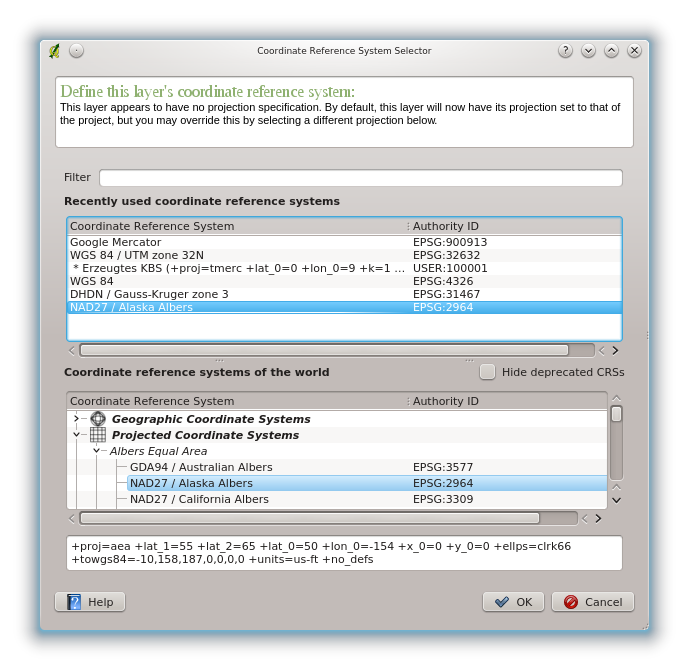 Coordinate Reference System Selector
Define this layer's coordinate reference system:
This layer appears to have no projection specification. By default, this layer will now have its projection set to that of
the project, but you may override this by selecting a different projection below.
Filter
Recently used coordinate reference systems
Coordinate Reference System Authority ID
Google Mercator EPSG:900913
WGS 84 / UTM zone 32N EPSG:32632
* Erzeugtes KBS (+proj=tmerc +lat_0=0 +lon_0=9 +k=1 ... USER:100001
WGS 84 EPSG:4326
DHDN / Gauss-Kruger zone 3 EPSG:31467
NAD27 / Alaska Albers EPSG:2964
Coordinate reference systems of the world Hide deprecated CRSs
Coordinate Reference System Authority ID
Geographic Coordinate Systems
Projected Coordinate Systems
Albers Equal Area
GDA94 / Australian Albers EPSG:3577
NAD27 / Alaska Albers EPSG:2964
NAD27 / California Albers EPSG:3309
+proj=aea +lat_1=55 +lat_2=65 +lat_0=50 +lon_0=-154 +x_0=0 +y_0=0 +ellps=clrk66
+towgs84=-10,158,187,0,0,0,0 +units=us-ft +no_defs
Help OK Cancel